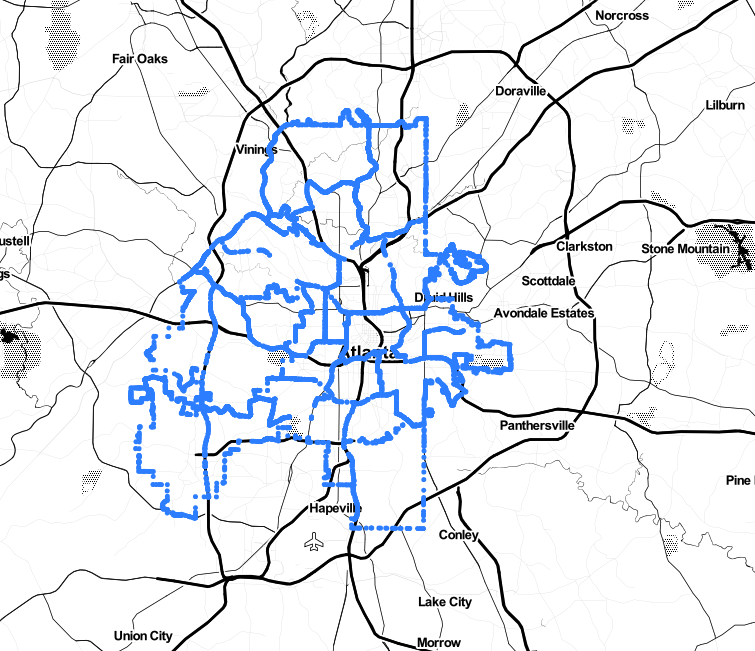 Norcross
Fair Oaks
Doraville
Lilburn
Vinings
ustell
Clarkston
Stone Mountain
gs
Scottdale
Druid Hills
Avondale Estates
Atlanta
Panthersville
Pine
Hapeville
Conley
Lake City
Union City
Morrow